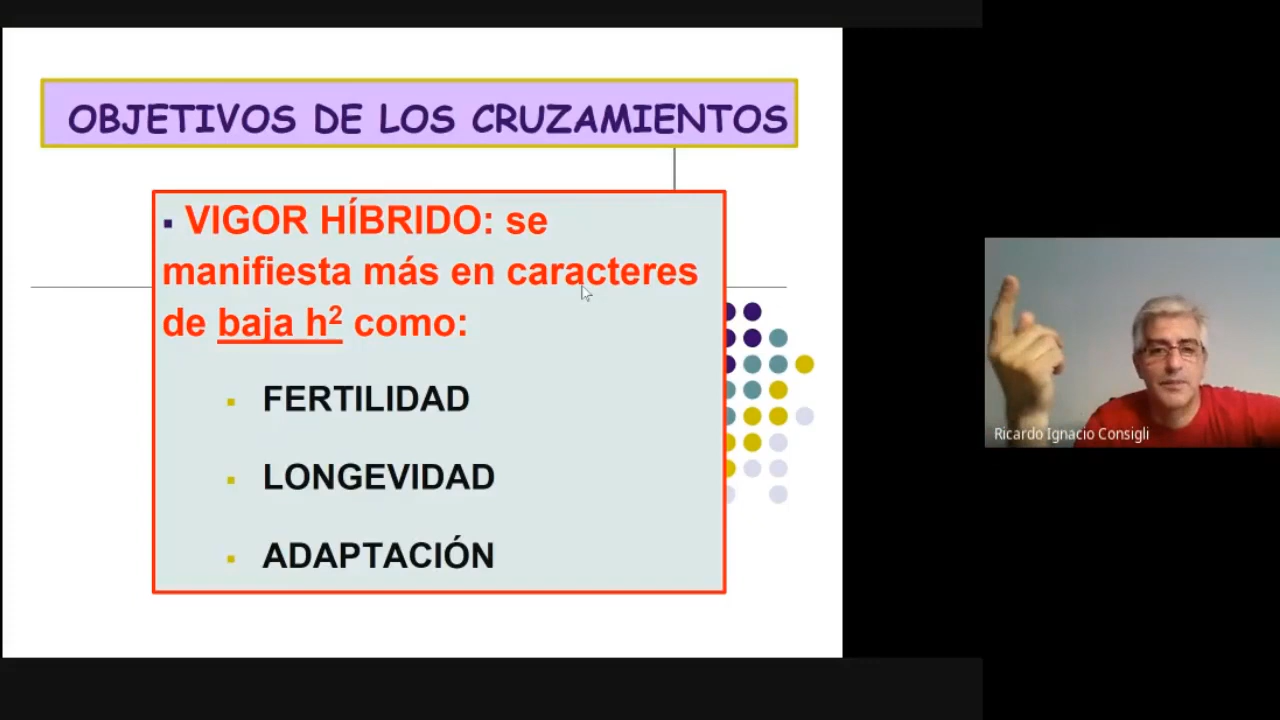 OBJETIVOS DE LOS CRUZAMIENTOS
▪ VIGOR HÍBRIDO: se
manifiesta más en caracteres
de baja h²  como:
▪ FERTILIDAD
▪ LONGEVIDAD
▪ ADAPTACIÓN
Ricardo Ignacio Consigli